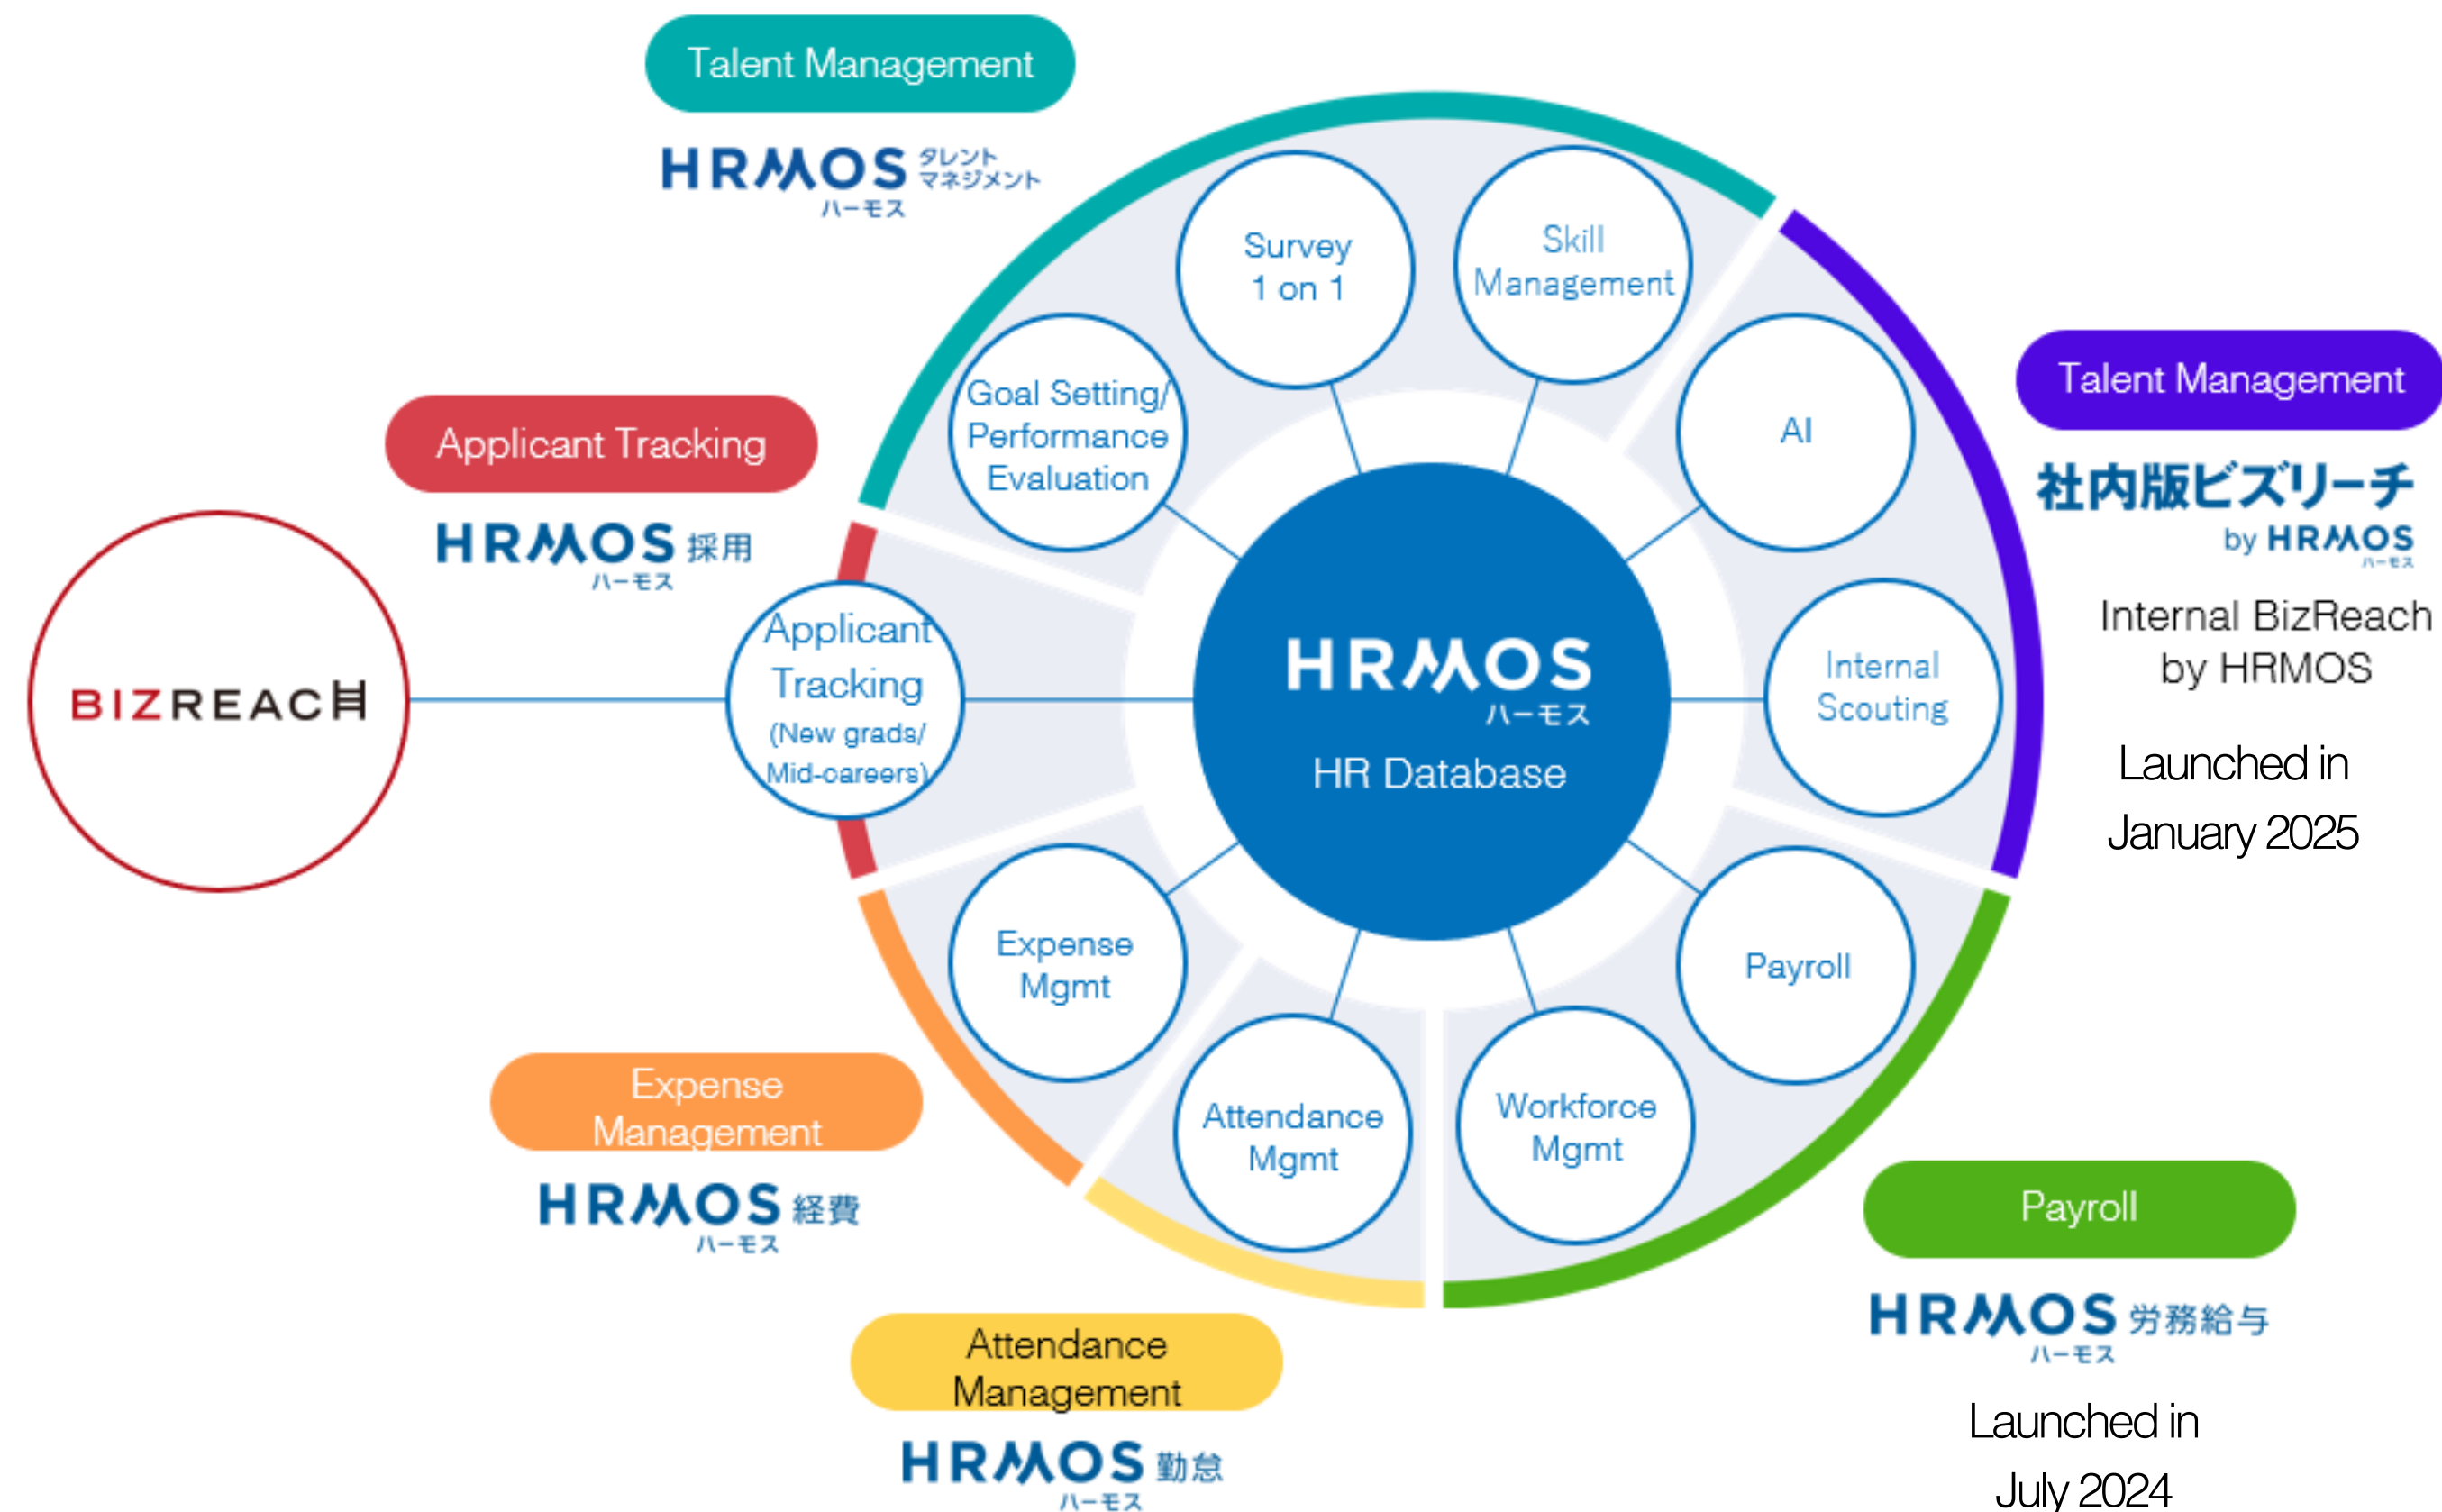 Talent Management
HRMOS タレント
マネジメント
ハーモス
Applicant Tracking
HRMOS 採用
ハーモス
BIZREACH
Survey
1 on 1
Skill
Management
Goal Setting/
Performance
Evaluation
AI
Applicant
Tracking
(New grads/
Mid-careers)
HRMOS
ハーモス
HR Database
Internal
Scouting
Expense
Mgmt
Payroll
Attendance
Mgmt
Workforce
Mgmt
Talent Management
社内版ビズリーチ
by HRMOS
ハーモス
Internal BizReach
by HRMOS
Launched in
January 2025
Expense
Management
HRMOS 経費
ハーモス
Attendance
Management
HRMOS 勤怠
ハーモス
Payroll
HRMOS 労務給与
ハーモス
Launched in
July 2024